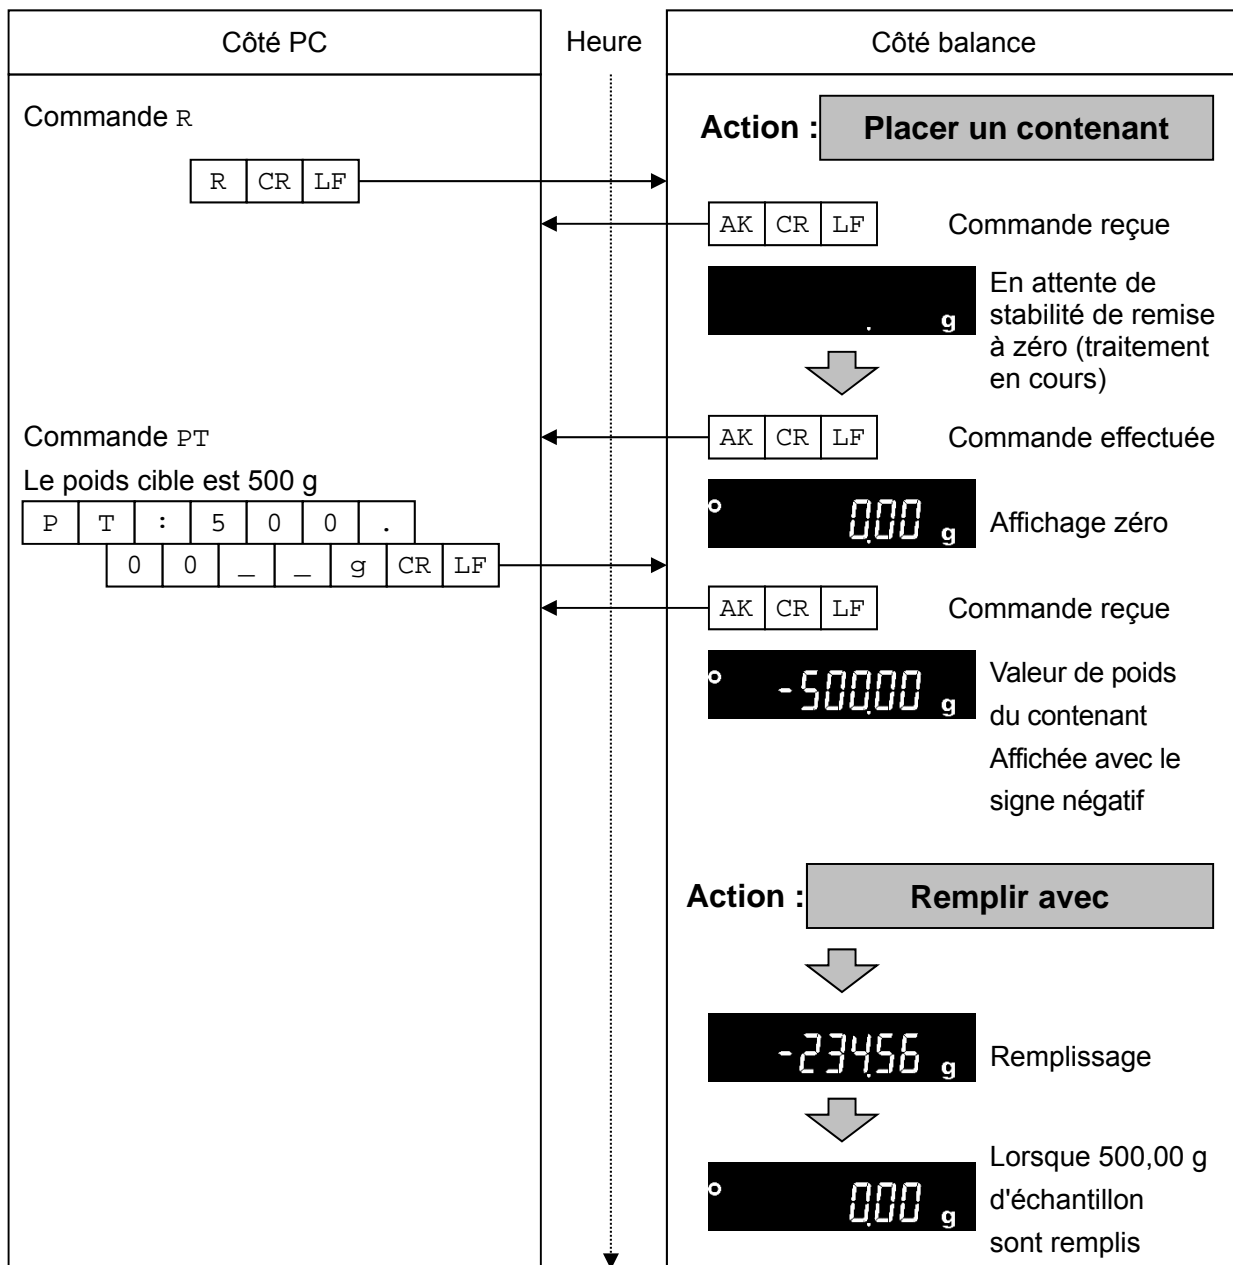 Côté PC
Heure
Côté balance
Commande R
Action :
Placer un contenant
R CR LF
AK CR LF
Commande reçue
. g
En attente de
stabilité de remise
à zéro (traitement
en cours)
Commande PT
AK CR LF
Commande effectuée
Le poids cible est 500 g
P T : 5 0 0 .
0.00 g
Affichage zéro
0 0 _ _ g CR LF
AK CR LF
Commande reçue
-500.00 g
Valeur de poids
du contenant
Affichée avec le
signe négatif
Action :
Remplir avec
-234.56 g
Remplissage
0.00 g
Lorsque 500,00 g
d'échantillon
sont remplis